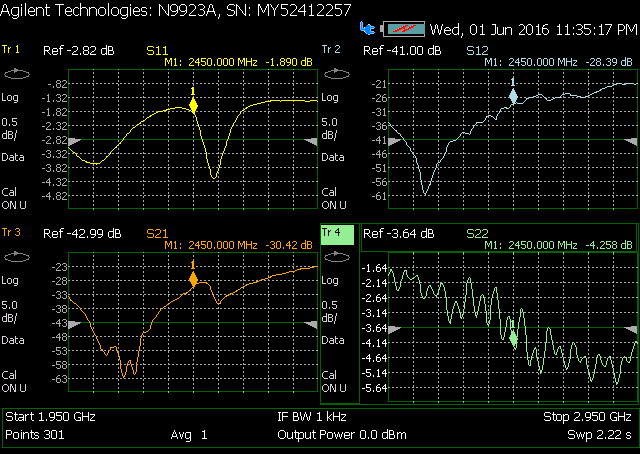 Agilent Technologies: N9923A, SN: MY52412257
Wed, 01 Jun 2016 11:35:17 PM
Tr 1 Ref -2.82 dB S11
M1: 2450.000 MHz -1.890 dB
Log
0.5
dB/
Data
Cal
ON U
-.82
-1.32
-1.82
-2.32
-2.82
-3.32
-3.82
-4.32
-4.82
1
Tr 2 Ref -41.00 dB S12
M1: 2450.000 MHz -28.39 dB
Log
5.0
dB/
Data
Cal
ON U
-21
-26
-31
-36
-41
-46
-51
-56
-61
1
Tr 3 Ref -42.99 dB S21
M1: 2450.000 MHz -30.42 dB
Log
5.0
dB/
Data
Cal
ON U
-23
-28
-33
-38
-43
-48
-53
-58
-63
1
Tr 4 Ref -3.64 dB S22
M1: 2450.000 MHz -4.258 dB
Log
0.5
dB/
Data
Cal
ON U
-1.64
-2.14
-2.64
-3.14
-3.64
-4.14
-4.64
-5.14
-5.64
1
Start 1.950 GHz IF BW 1 kHz Stop 2.950 GHz
Points 301 Avg 1 Output Power 0.0 dBm Swp 2.22 s